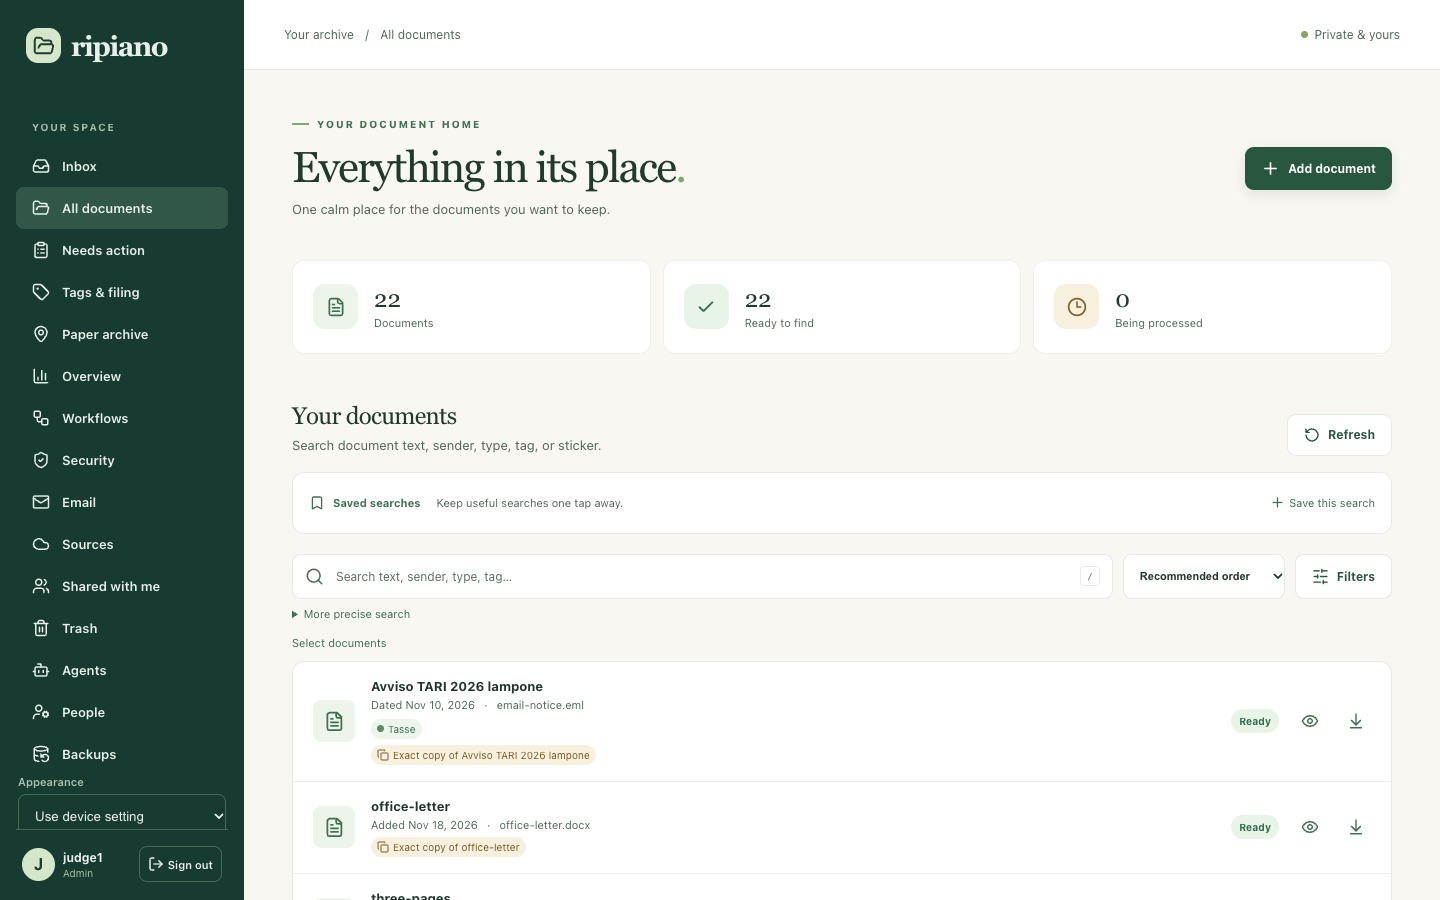 ripiano
YOUR SPACE
Inbox
All documents
Needs action
Tags & filing
Paper archive
Overview
Workflows
Security
Email
Sources
Shared with me
Trash
Agents
People
Backups
Appearance
Use device setting
J
judge1
Admin
Sign out
Your archive / All documents
Private & yours
YOUR DOCUMENT HOME
Everything in its place.
One calm place for the documents you want to keep.
Add document
22
Documents
22
Ready to find
0
Being processed
Your documents
Search document text, sender, type, tag, or sticker.
Refresh
Saved searches Keep useful searches one tap away.
Save this search
Search text, sender, type, tag...
/
Recommended order
Filters
More precise search
Select documents
Avviso TARI 2026 lampone
Dated Nov 10, 2026 · email-notice.eml
Tasse
Exact copy of Avviso TARI 2026 lampone
Ready
office-letter
Added Nov 18, 2026 · office-letter.docx
Exact copy of office-letter
Ready
three-pages